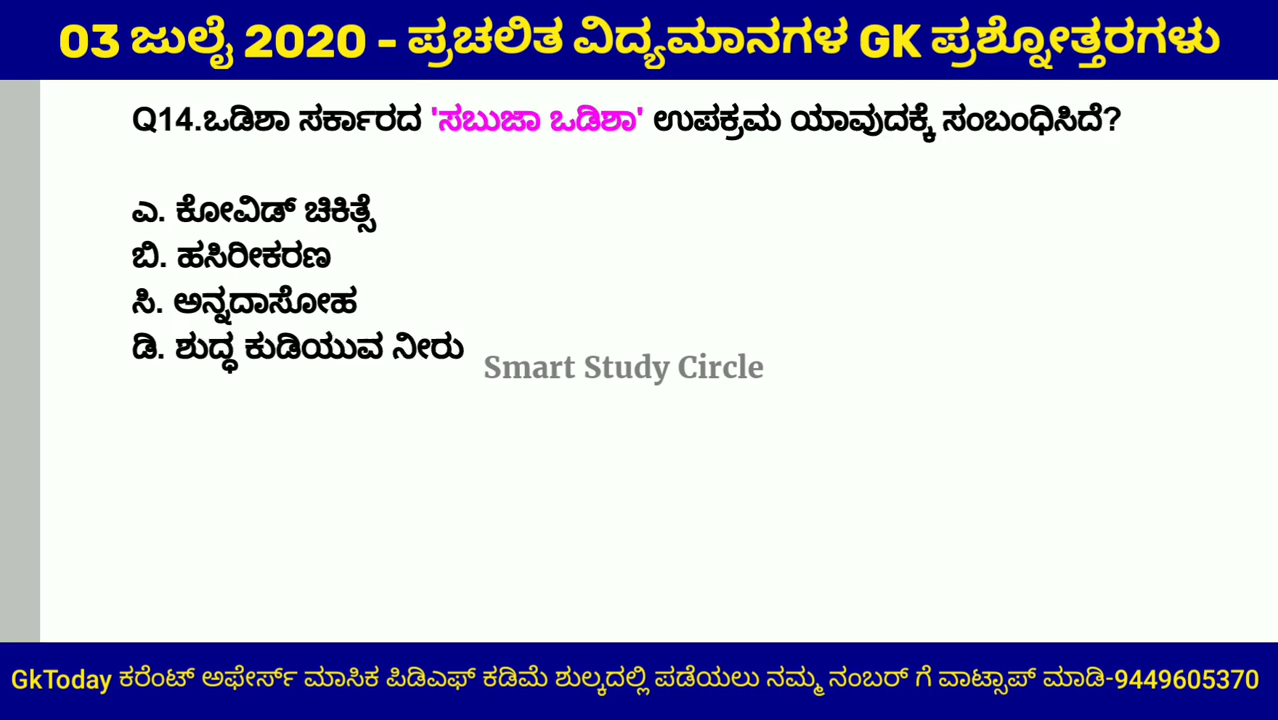 03 ಜುಲೈ 2020 - ಪ್ರಚಲಿತ ವಿದ್ಯಮಾನಗಳ GK ಪ್ರಶ್ನೋತ್ತರಗಳು
Q14.ಒಡಿಶಾ ಸರ್ಕಾರದ 'ಸಬುಜಾ ಒಡಿಶಾ' ಉಪಕ್ರಮ ಯಾವುದಕ್ಕೆ ಸಂಬಂಧಿಸಿದೆ?
ಎ. ಕೋವಿಡ್ ಚಿಕಿತ್ಸೆ
ಬಿ. ಹಸಿರೀಕರಣ
ಸಿ. ಅನ್ನದಾಸೋಹ
ಡಿ. ಶುದ್ಧ ಕುಡಿಯುವ ನೀರು
Smart Study Circle
GkToday ಕರೆಂಟ್ ಅಫೇರ್ಸ್ ಮಾಸಿಕ ಪಿಡಿಎಫ್ ಕಡಿಮೆ ಶುಲ್ಕದಲ್ಲಿ ಪಡೆಯಲು ನಮ್ಮ ನಂಬರ್ ಗೆ ವಾಟ್ಸಾಪ್ ಮಾಡಿ-9449605370